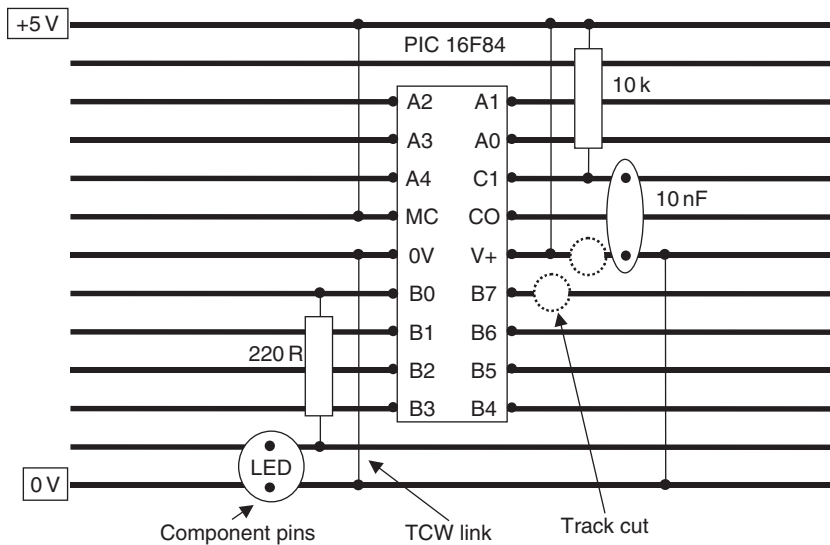 +5 V
PIC 16F84
10 k
A2 A1
A3 A0
A4 C1
10 nF
MC CO
0V V+
B0 B7
B1 B6
220 R
B2 B5
B3 B4
LED
0 V
Component pins
TCW link
Track cut